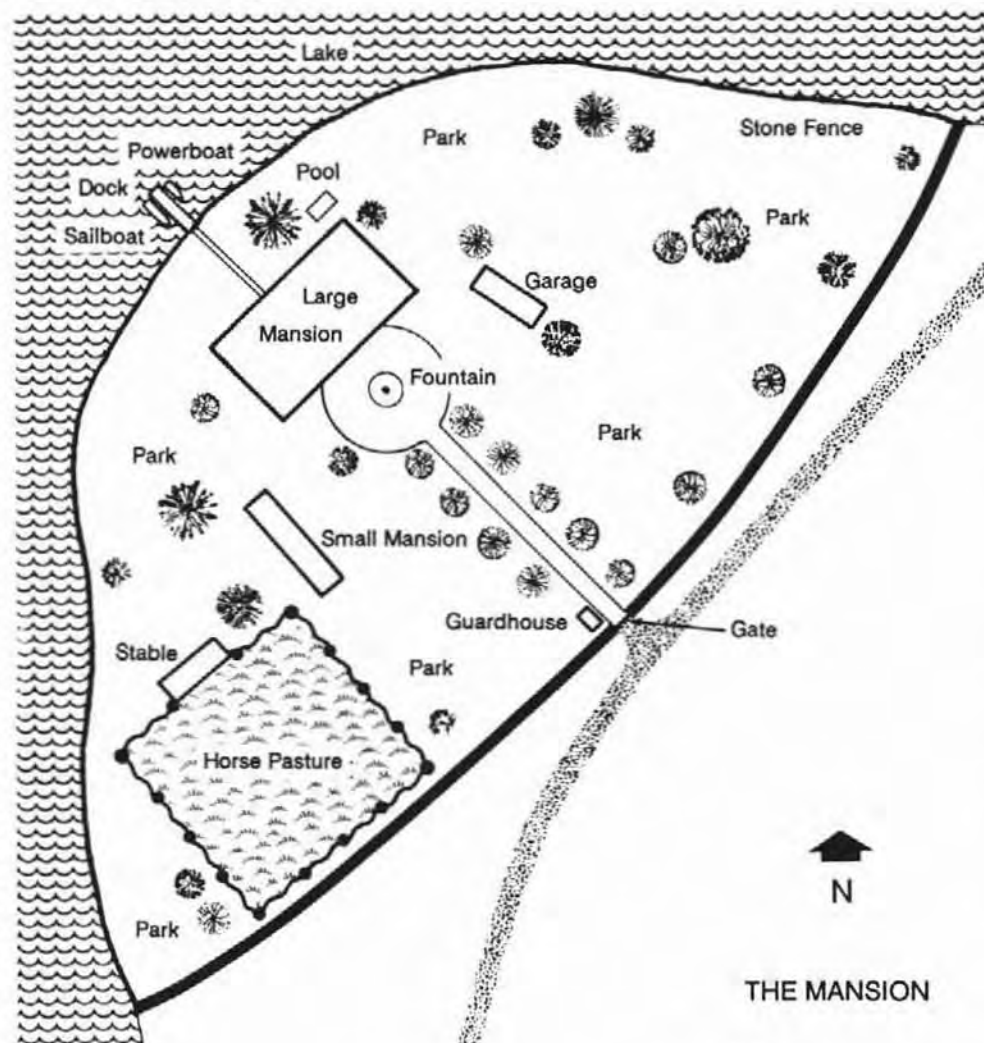 Lake
Park
Stone Fence
Powerboat
Pool
Dock
Park
Sailboat
Garage
Large
Mansion
Fountain
Park
Park
Small Mansion
Guardhouse
Gate
Stable
Park
Horse Pasture
N
Park
THE MANSION